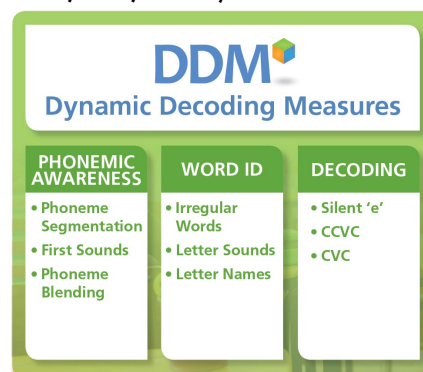 DDM
Dynamic Decoding Measures
PHONEMIC
AWARENESS
• Phoneme
Segmentation
• First Sounds
• Phoneme
Blending
WORD ID
• Irregular
Words
• Letter Sounds
• Letter Names
DECODING
• Silent ‘e’
• CCVC
• CVC